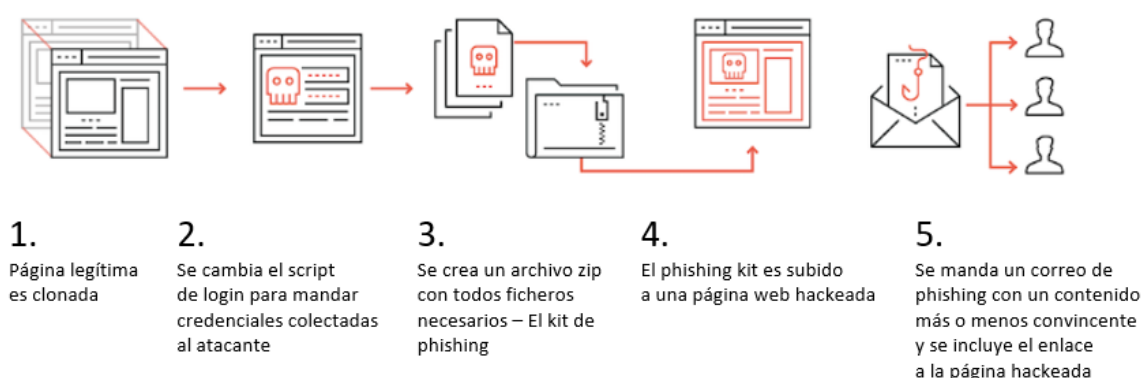 1.
Página legítima
es clonada
2.
Se cambia el script
de login para mandar
credenciales colectadas
al atacante
3.
Se crea un archivo zip
con todos ficheros
necesarios – El kit de
phishing
4.
El phishing kit es subido
a una página web hackeada
5.
Se manda un correo de
phishing con un contenido
más o menos convincente
y se incluye el enlace
a la página hackeada